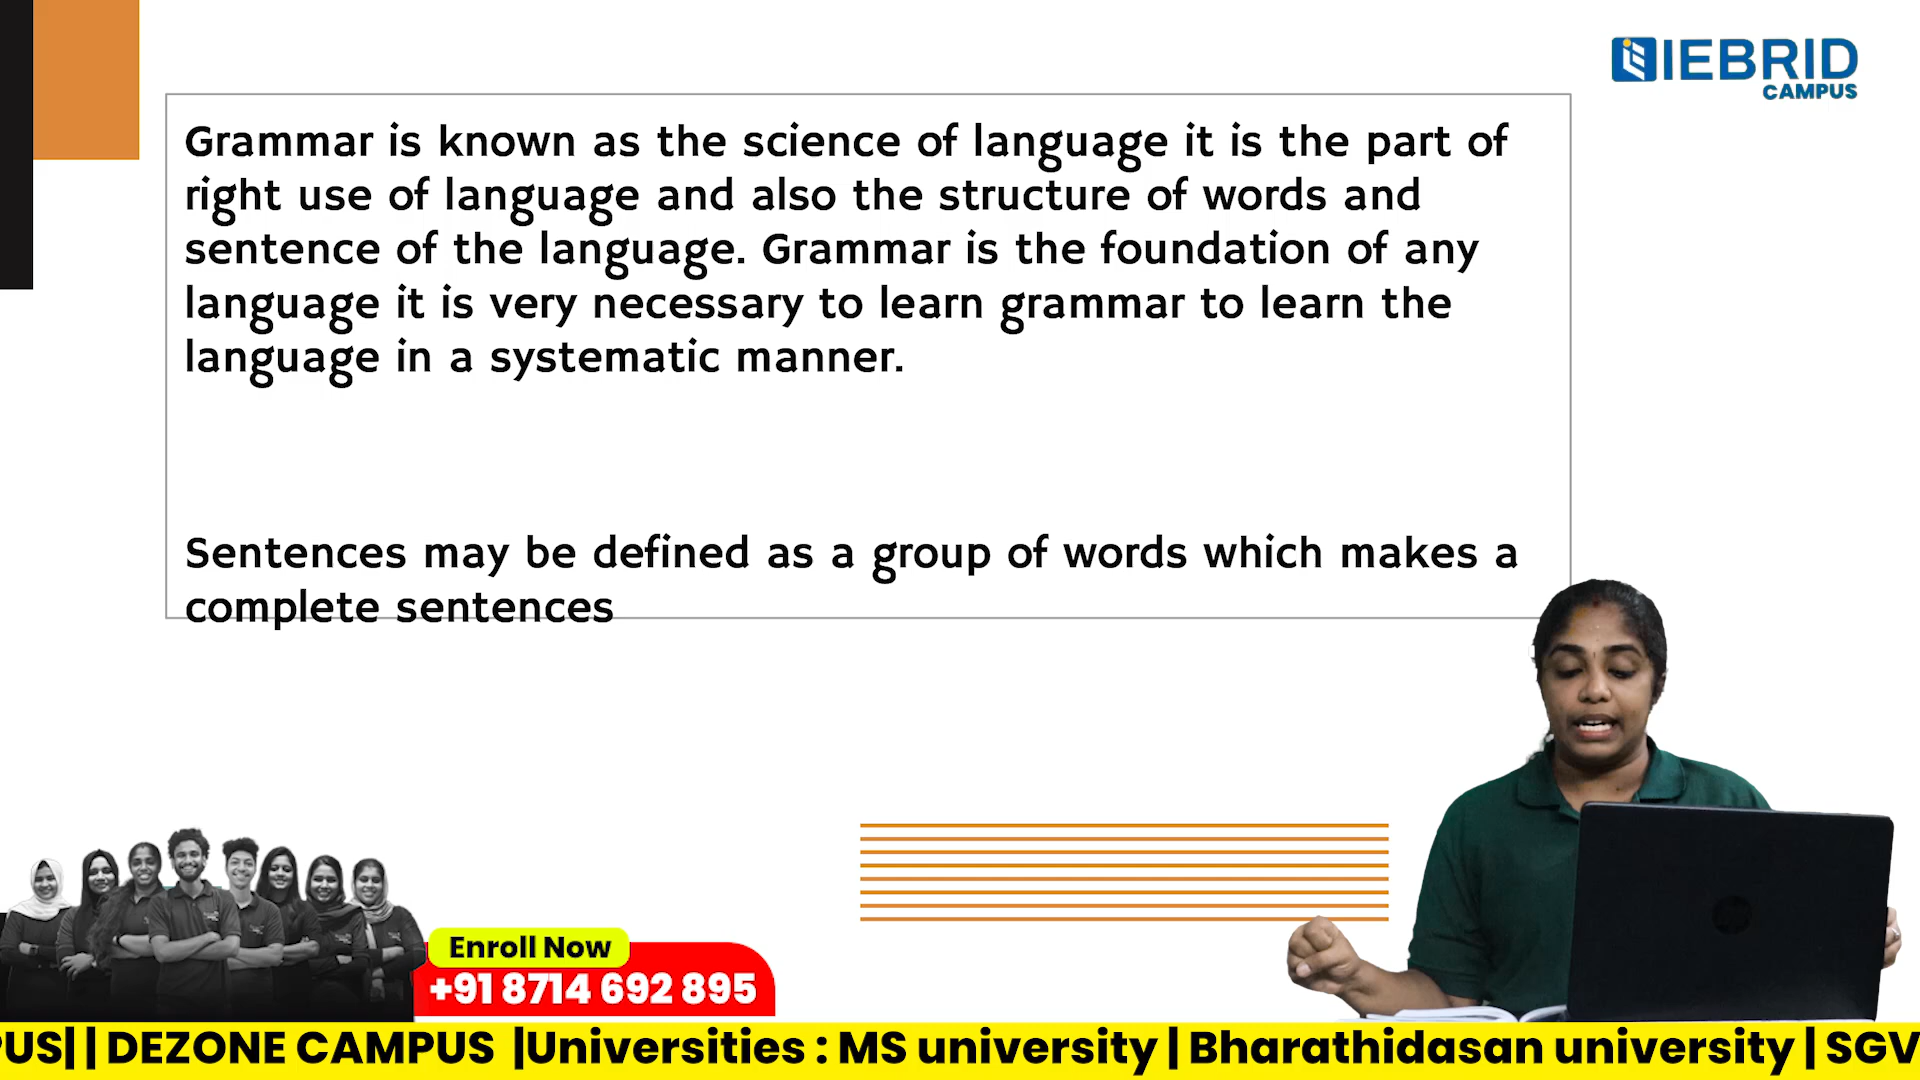 IEBRID
CAMPUS
Grammar is known as the science of language it is the part of
right use of language and also the structure of words and
sentence of the language. Grammar is the foundation of any
language it is very necessary to learn grammar to learn the
language in a systematic manner.
Sentences may be defined as a group of words which makes a
complete sentences
Enroll Now
+91 8714 692 895
PUS| | DEZONE CAMPUS |Universities : MS university | Bharathidasan university | SGV